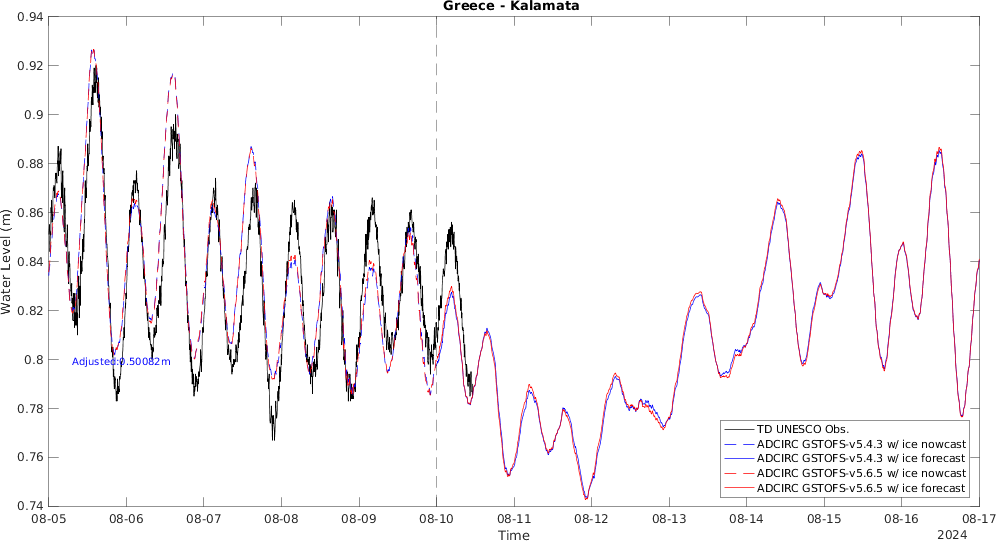 Greece - Kalamata
0.94
0.92
0.9
0.88
0.86
0.84
0.82
0.8
0.78
0.76
0.74
Water Level (m)
Adjusted:0.50082m
TD UNESCO Obs.
ADCIRC GSTOFS-v5.4.3 w/ ice nowcast
ADCIRC GSTOFS-v5.4.3 w/ ice forecast
ADCIRC GSTOFS-v5.6.5 w/ ice nowcast
ADCIRC GSTOFS-v5.6.5 w/ ice forecast
08-05 08-06 08-07 08-08 08-09 08-10 08-11 08-12 08-13 08-14 08-15 08-16 08-17
Time
2024